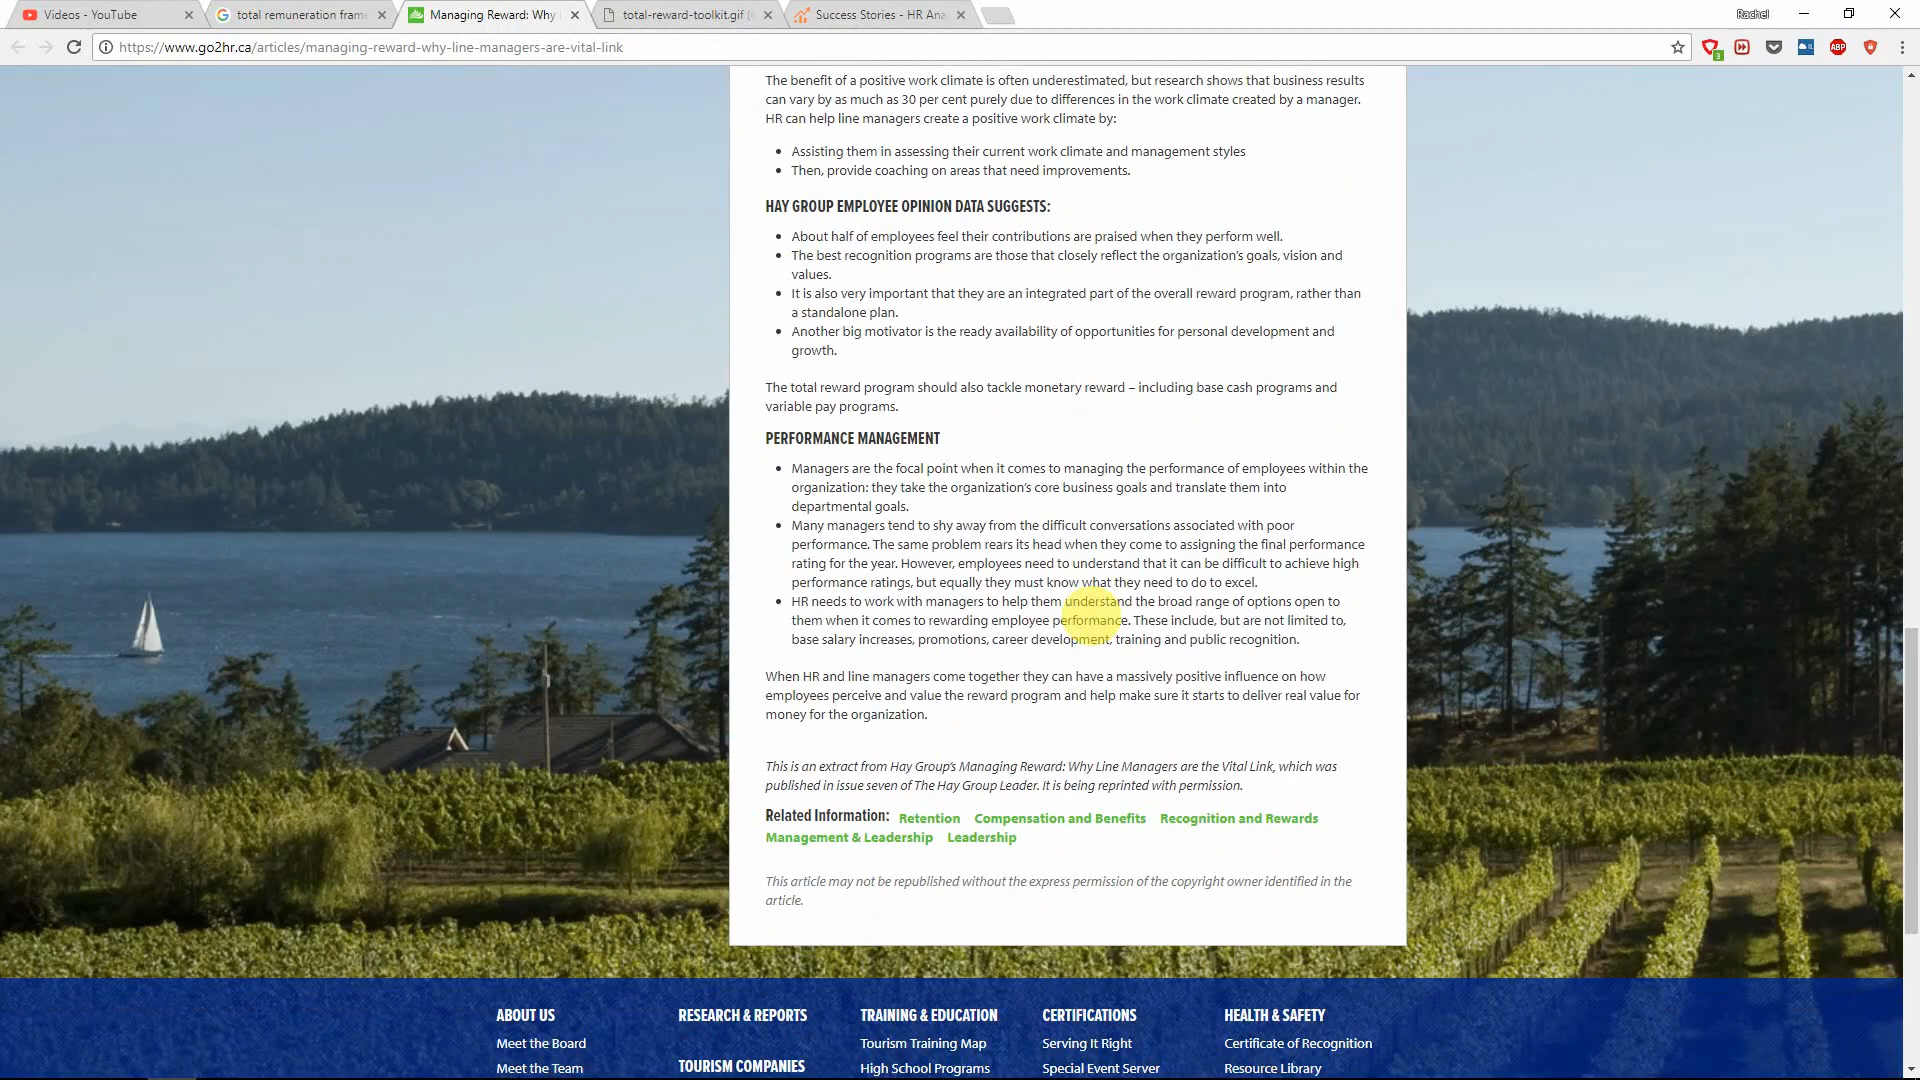 Videos - YouTube
total remuneration fram
Managing Reward: Why
total-reward-toolkit.gif (
Success Stories - HR Ana
Rachel
https://www.go2hr.ca/articles/managing-reward-why-line-managers-are-vital-link
3
ABP
The benefit of a positive work climate is often underestimated, but research shows that business results
can vary by as much as 30 per cent purely due to differences in the work climate created by a manager.
HR can help line managers create a positive work climate by:
Assisting them in assessing their current work climate and management styles
Then, provide coaching on areas that need improvements.
HAY GROUP EMPLOYEE OPINION DATA SUGGESTS:
About half of employees feel their contributions are praised when they perform well.
The best recognition programs are those that closely reflect the organization's goals, vision and
values.
It is also very important that they are an integrated part of the overall reward program, rather than
a standalone plan.
Another big motivator is the ready availability of opportunities for personal development and
growth.
The total reward program should also tackle monetary reward – including base cash programs and
variable pay programs.
PERFORMANCE MANAGEMENT
Managers are the focal point when it comes to managing the performance of employees within the
organization: they take the organization's core business goals and translate them into
departmental goals.
Many managers tend to shy away from the difficult conversations associated with poor
performance. The same problem rears its head when they come to assigning the final performance
rating for the year. However, employees need to understand that it can be difficult to achieve high
performance ratings, but equally they must know what they need to do to excel.
HR needs to work with managers to help them understand the broad range of options open to
them when it comes to rewarding employee performance. These include, but are not limited to,
base salary increases, promotions, career development, training and public recognition.
When HR and line managers come together they can have a massively positive influence on how
employees perceive and value the reward program and help make sure it starts to deliver real value for
money for the organization.
This is an extract from Hay Group's Managing Reward: Why Line Managers are the Vital Link, which was
published in issue seven of The Hay Group Leader. It is being reprinted with permission.
Related Information: Retention Compensation and Benefits Recognition and Rewards
Management & Leadership Leadership
This article may not be republished without the express permission of the copyright owner identified in the
article.
ABOUT US
Meet the Board
Meet the Team
RESEARCH & REPORTS
TOURISM COMPANIES
TRAINING & EDUCATION
Tourism Training Map
High School Programs
CERTIFICATIONS
Serving It Right
Special Event Server
HEALTH & SAFETY
Certificate of Recognition
Resource Library